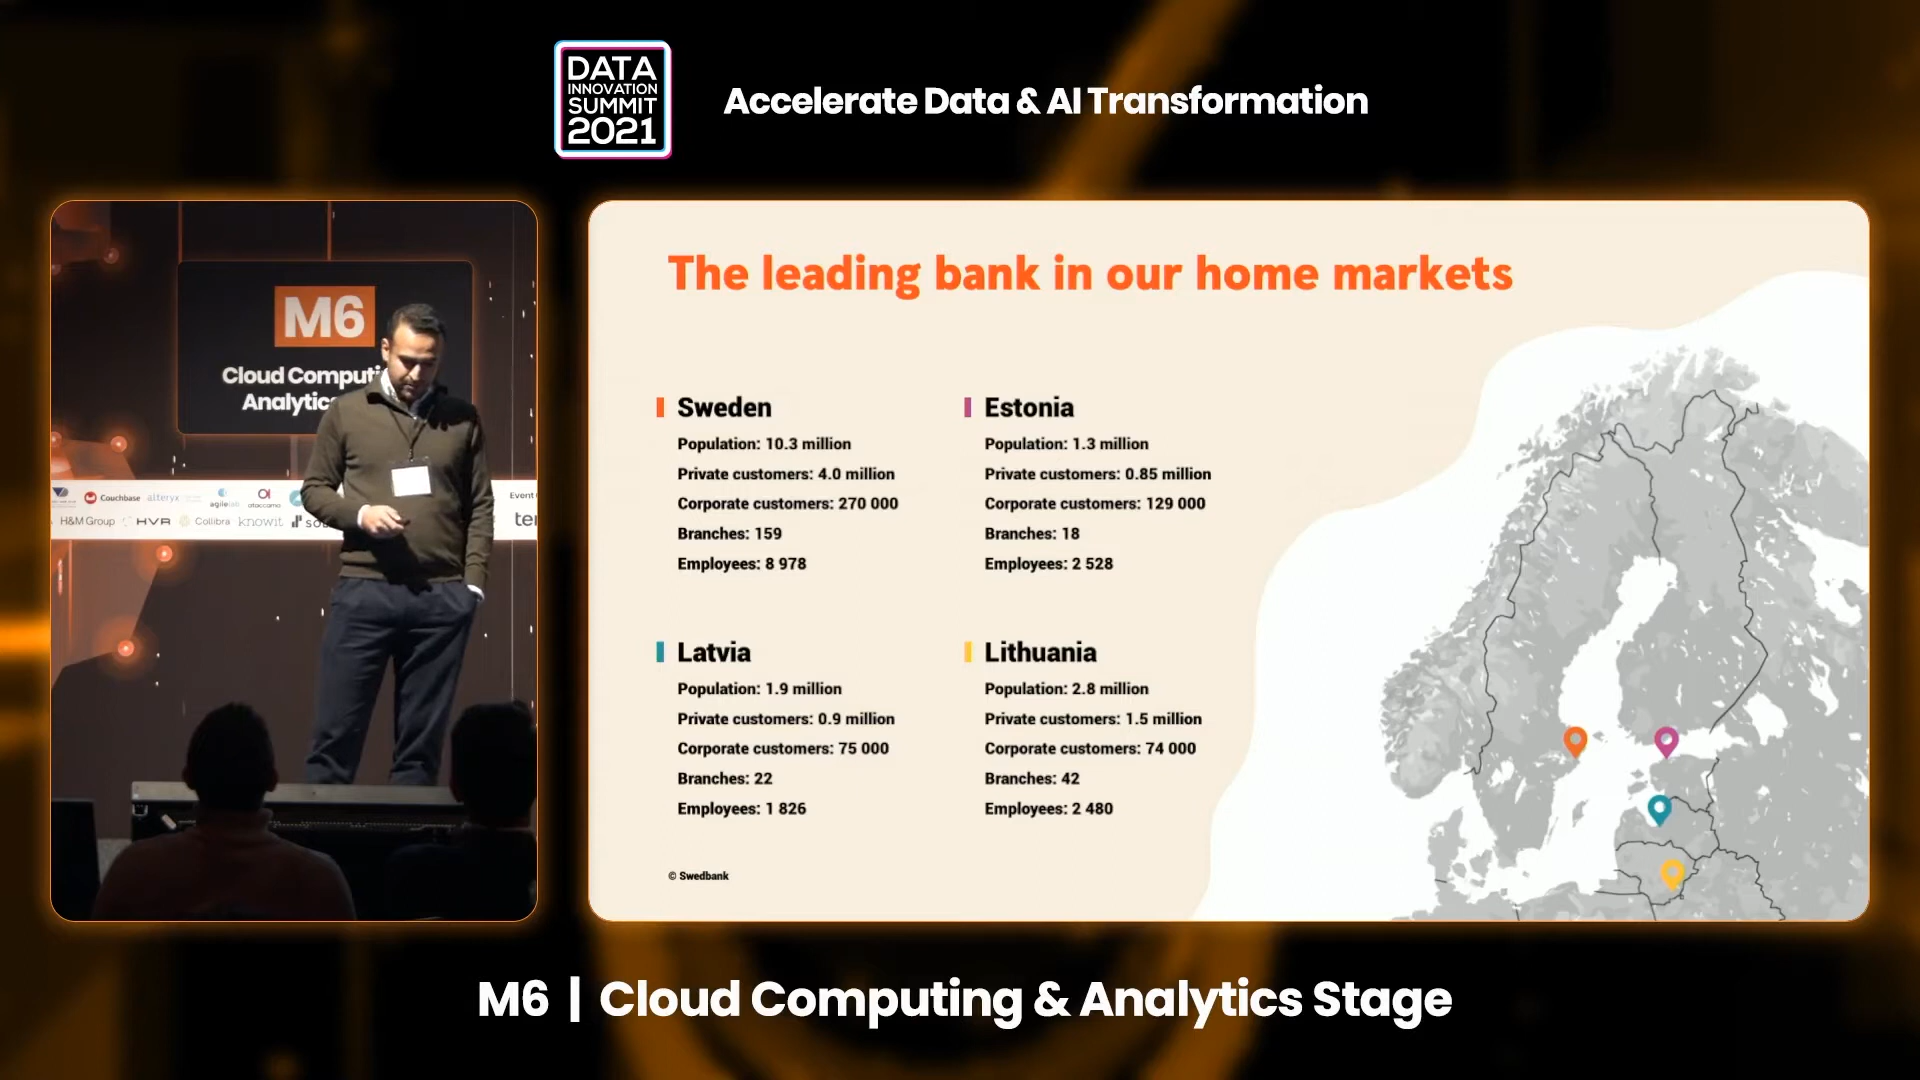 DATA
INNOVATION
SUMMIT
2021
Accelerate Data & AI Transformation
M6
Cloud Computi
Analytics
Couchbase alteryx agile ataccama
Event
H&M Group HVR Collibra knowit
The leading bank in our home markets
Sweden
Population: 10.3 million
Private customers: 4.0 million
Corporate customers: 270 000
Branches: 159
Employees: 8 978
Estonia
Population: 1.3 million
Private customers: 0.85 million
Corporate customers: 129 000
Branches: 18
Employees: 2 528
Latvia
Population: 1.9 million
Private customers: 0.9 million
Corporate customers: 75 000
Branches: 22
Employees: 1 826
Lithuania
Population: 2.8 million
Private customers: 1.5 million
Corporate customers: 74 000
Branches: 42
Employees: 2 480
© Swedbank
M6 | Cloud Computing & Analytics Stage